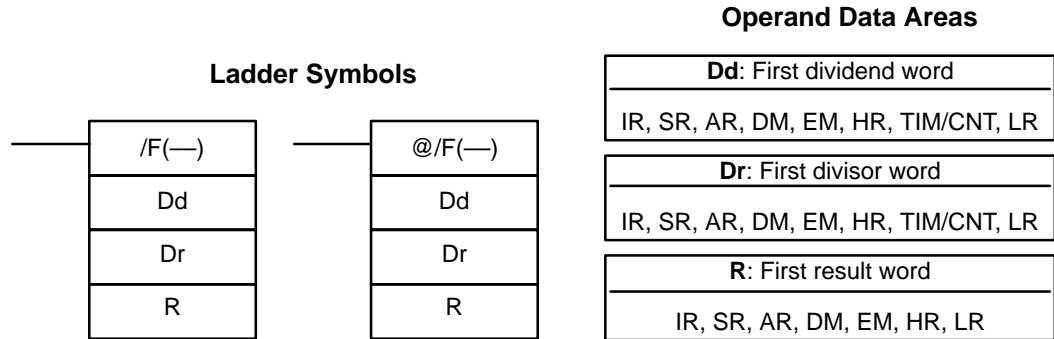 Ladder Symbols
/F(––)
Dd
Dr
R
@/F(––)
Dd
Dr
R
Operand Data Areas
Dd: First dividend word
IR, SR, AR, DM, EM, HR, TIM/CNT, LR
Dr: First divisor word
IR, SR, AR, DM, EM, HR, TIM/CNT, LR
R: First result word
IR, SR, AR, DM, EM, HR, LR